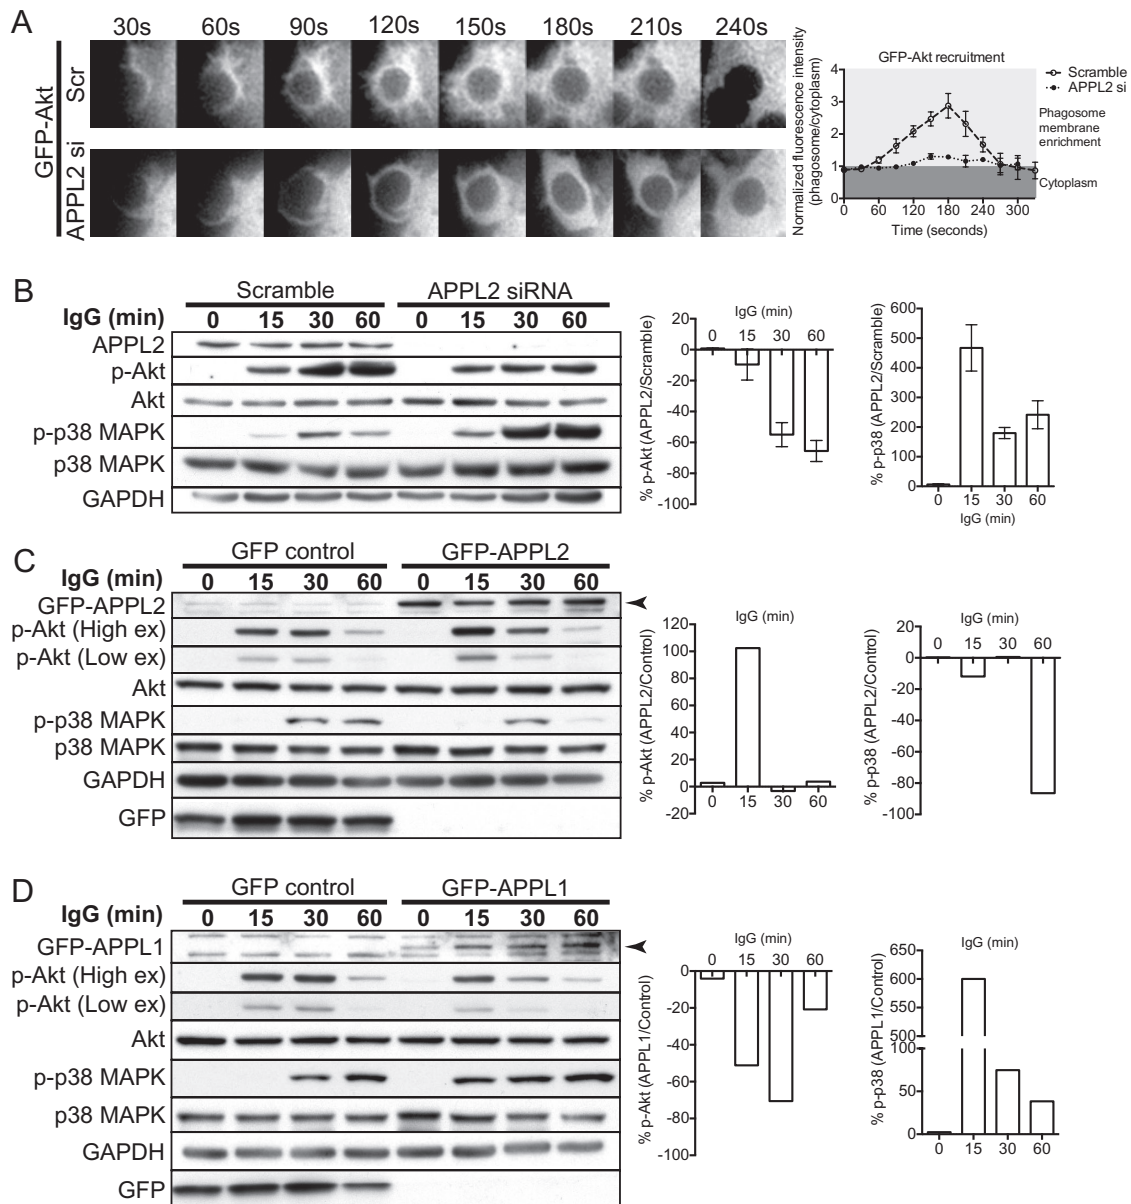 A
30s 60s 90s 120s 150s 180s 210s 240s
GFP-Akt
Scr
APPL2 si
GFP-Akt recruitment
Normalized fluorescence intensity
(phagosome/cytoplasm)
4
3
2
1
0
0 60 120 180 240 300
Time (seconds)
Scramble
APPL2 si
Phagosome
membrane
enrichment
Cytoplasm
B
Scramble APPL2 siRNA
IgG (min) 0 15 30 60 0 15 30 60
APPL2
p-Akt
Akt
p-p38 MAPK
p38 MAPK
GAPDH
IgG (min)
% p-Akt (APPL2/Scramble)
20
0
-20
-40
-60
-80
-100
0 15 30 60
% p-p38 (APPL2/Scramble)
600
500
400
300
200
100
0
0 15 30 60
IgG (min)
C
GFP control GFP-APPL2
IgG (min) 0 15 30 60 0 15 30 60
GFP-APPL2
p-Akt (High ex)
p-Akt (Low ex)
Akt
p-p38 MAPK
p38 MAPK
GAPDH
GFP
IgG (min)
% p-Akt (APPL2/Control)
120
100
80
60
40
20
0
-20
0 15 30 60
IgG (min)
% p-p38 (APPL2/Control)
20
0
-20
-40
-60
-80
-100
0 15 30 60
D
GFP control GFP-APPL1
IgG (min) 0 15 30 60 0 15 30 60
GFP-APPL1
p-Akt (High ex)
p-Akt (Low ex)
Akt
p-p38 MAPK
p38 MAPK
GAPDH
GFP
IgG (min)
% p-Akt (APPL1/Control)
0
-20
-40
-60
-80
-100
0 15 30 60
IgG (min)
% p-p38 (APPL1/Control)
650
600
550
500
100
50
0
0 15 30 60